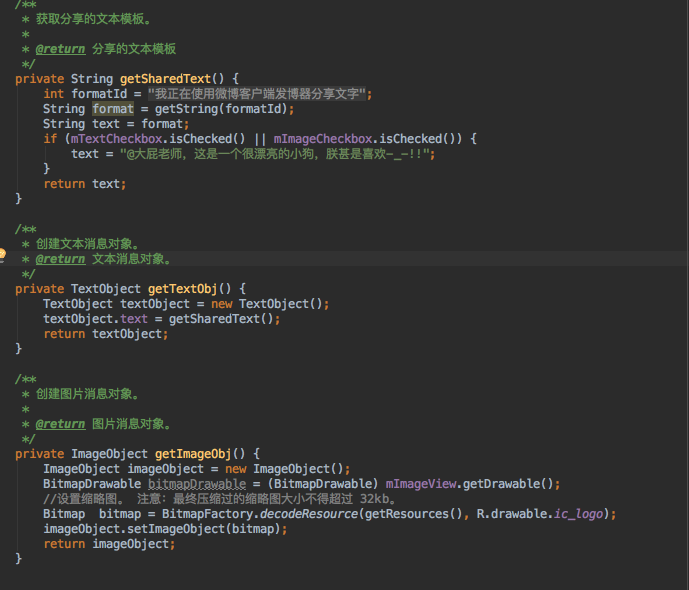 /**
 * 获取分享的文本模板。
 *
 * @return 分享的文本模板
 */
private String getSharedText() {
    int formatId = "我正在使用微博客户端发博器分享文字";
    String format = getString(formatId);
    String text = format;
    if (mTextCheckbox.isChecked() || mImageCheckbox.isChecked()) {
        text = "@大屁老师，这是一个很漂亮的小狗，朕甚是喜欢-_-!!";
    }
    return text;
}

/**
 * 创建文本消息对象。
 * @return 文本消息对象。
 */
private TextObject getTextObj() {
    TextObject textObject = new TextObject();
    textObject.text = getSharedText();
    return textObject;
}

/**
 * 创建图片消息对象。
 *
 * @return 图片消息对象。
 */
private ImageObject getImageObj() {
    ImageObject imageObject = new ImageObject();
    BitmapDrawable bitmapDrawable = (BitmapDrawable) mImageView.getDrawable();
    //设置缩略图。 注意：最终压缩过的缩略图大小不得超过 32kb。
    Bitmap  bitmap = BitmapFactory.decodeResource(getResources(), R.drawable.ic_logo);
    imageObject.setImageObject(bitmap);
    return imageObject;
}